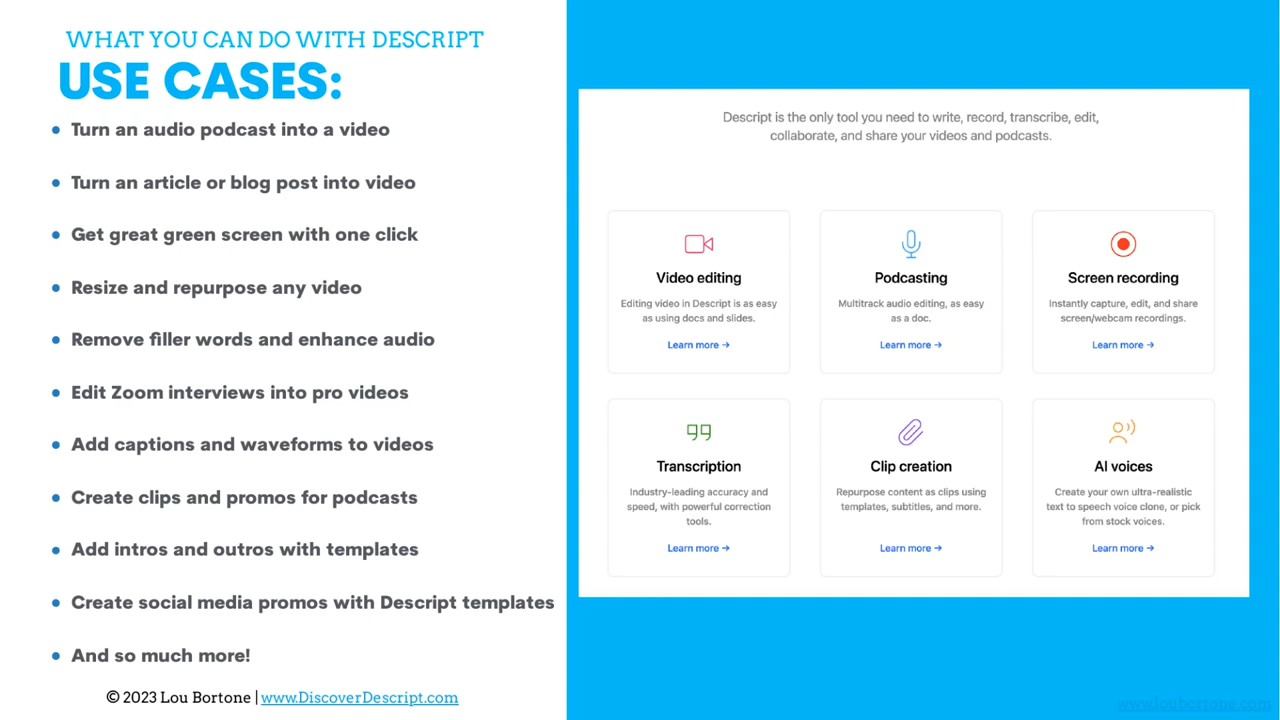 WHAT YOU CAN DO WITH DESCRIPT
USE CASES:
• Turn an audio podcast into a video
• Turn an article or blog post into video
• Get great green screen with one click
• Resize and repurpose any video
• Remove filler words and enhance audio
• Edit Zoom interviews into pro videos
• Add captions and waveforms to videos
• Create clips and promos for podcasts
• Add intros and outros with templates
• Create social media promos with Descript templates
• And so much more!
© 2023 Lou Bortone | www.DiscoverDescript.com
Descript is the only tool you need to write, record, transcribe, edit,
collaborate, and share your videos and podcasts.
Video editing
Editing video in Descript is as easy
as using docs and slides.
Learn more →
Podcasting
Multitrack audio editing, as easy
as a doc.
Learn more →
Screen recording
Instantly capture, edit, and share
screen/webcam recordings.
Learn more →
Transcription
Industry-leading accuracy and
speed, with powerful correction
tools.
Learn more →
Clip creation
Repurpose content as clips using
templates, subtitles, and more.
Learn more →
AI voices
Create your own ultra-realistic
text to speech voice clone, or pick
from stock voices.
Learn more →
www.loubortone.com